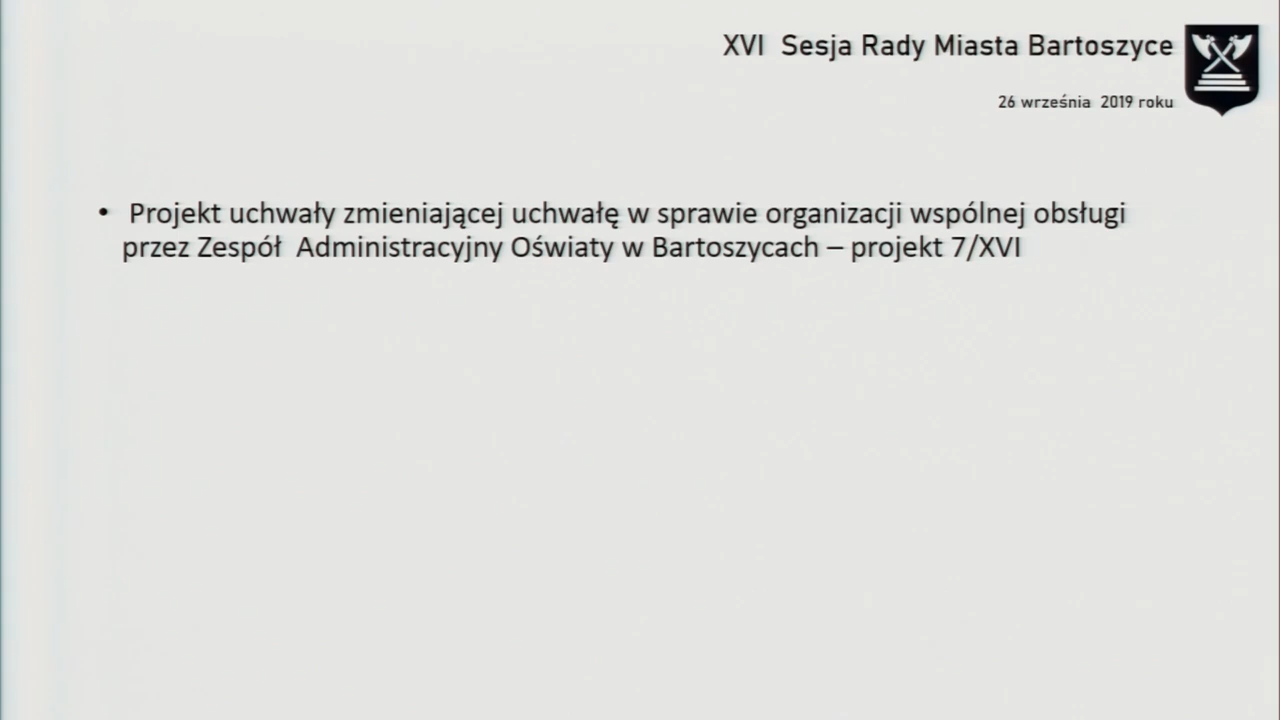 XVI Sesja Rady Miasta Bartoszyce
26 września 2019 roku
• Projekt uchwały zmieniającej uchwałę w sprawie organizacji wspólnej obsługi
przez Zespół Administracyjny Oświaty w Bartoszycach – projekt 7/XVI